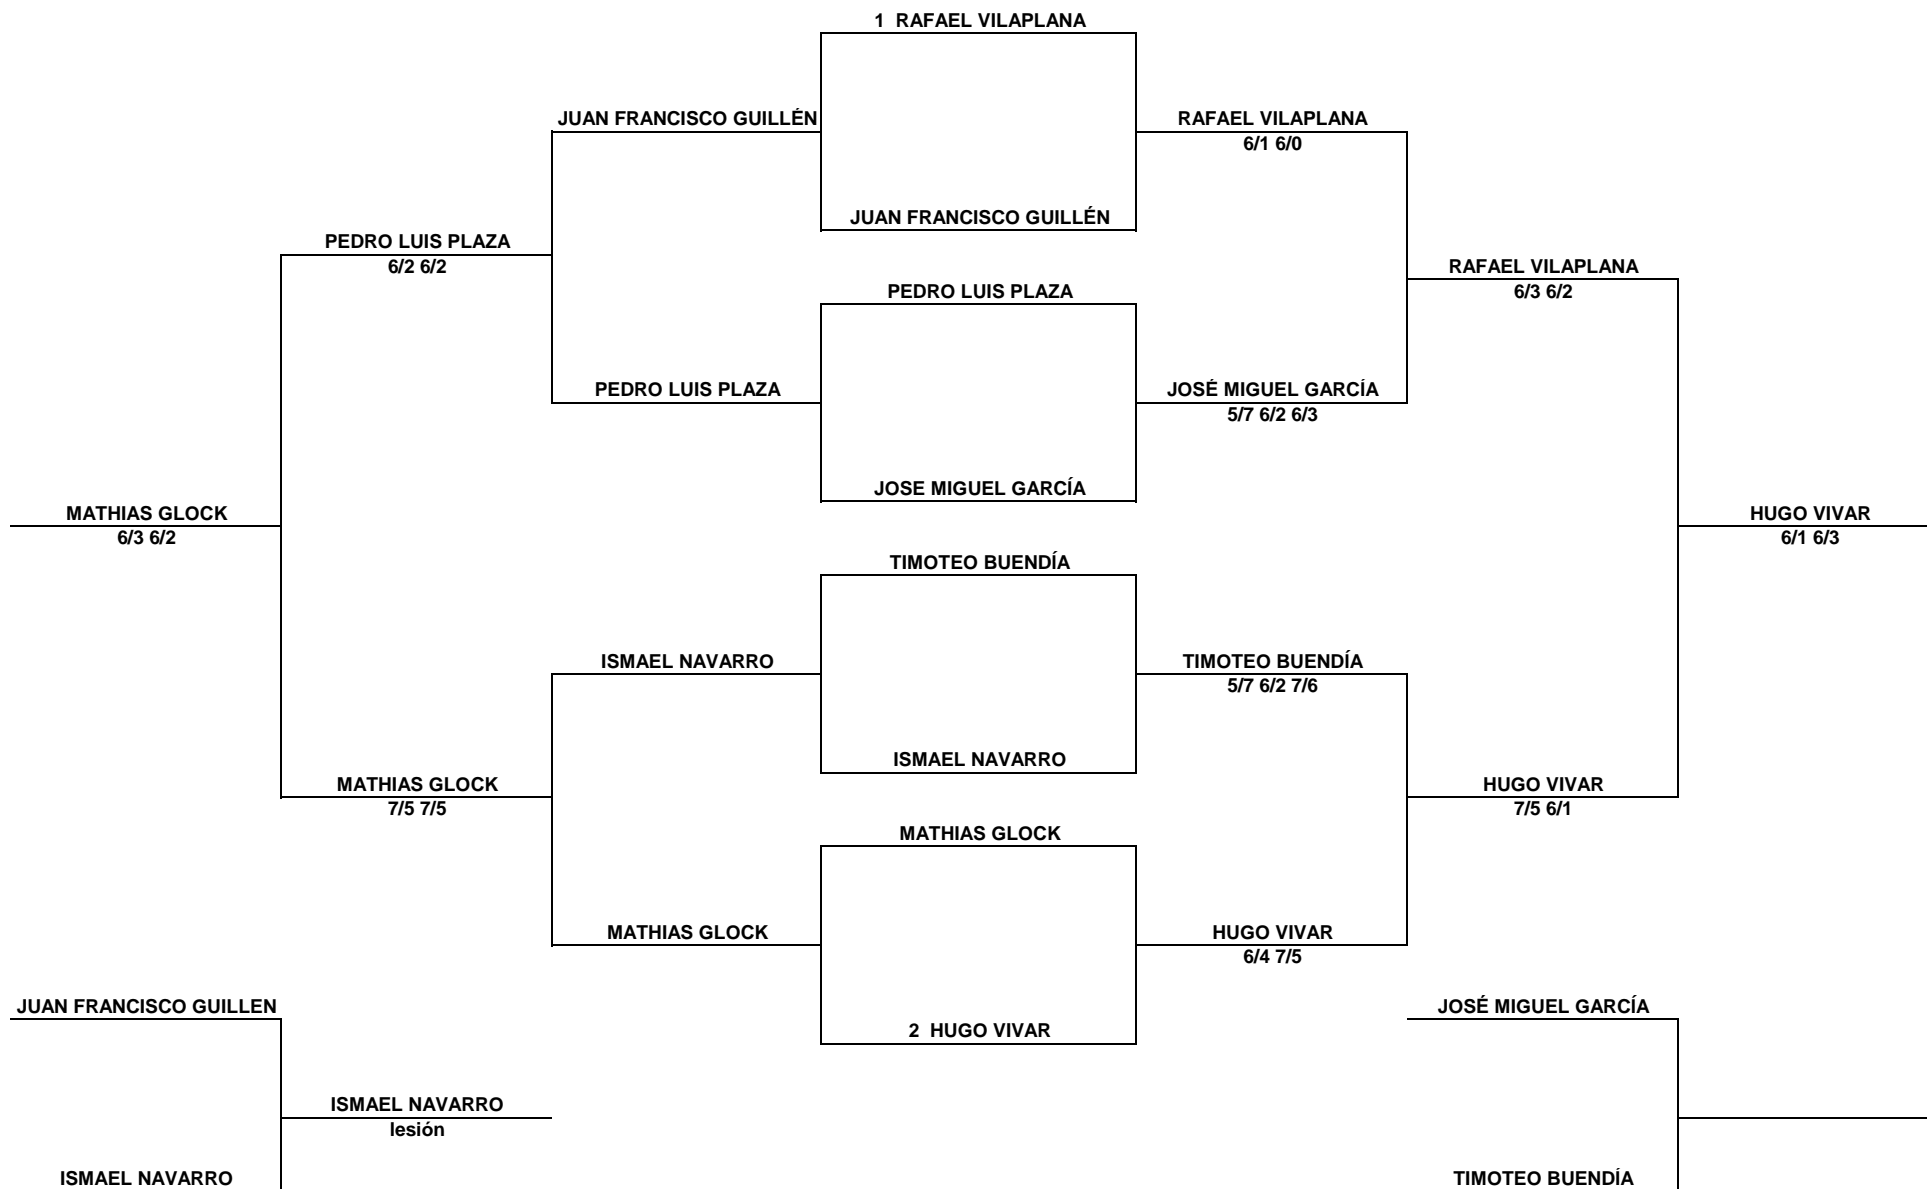 1 RAFAEL VILAPLANA
JUAN FRANCISCO GUILLÉN
RAFAEL VILAPLANA
6/1 6/0
JUAN FRANCISCO GUILLÉN
PEDRO LUIS PLAZA
6/2 6/2
RAFAEL VILAPLANA
6/3 6/2
PEDRO LUIS PLAZA
PEDRO LUIS PLAZA
JOSÉ MIGUEL GARCÍA
5/7 6/2 6/3
JOSE MIGUEL GARCÍA
MATHIAS GLOCK
6/3 6/2
HUGO VIVAR
6/1 6/3
TIMOTEO BUENDÍA
ISMAEL NAVARRO
TIMOTEO BUENDÍA
5/7 6/2 7/6
ISMAEL NAVARRO
MATHIAS GLOCK
7/5 7/5
HUGO VIVAR
7/5 6/1
MATHIAS GLOCK
MATHIAS GLOCK
HUGO VIVAR
6/4 7/5
JUAN FRANCISCO GUILLEN
JOSÉ MIGUEL GARCÍA
2 HUGO VIVAR
ISMAEL NAVARRO
lesión
ISMAEL NAVARRO
TIMOTEO BUENDÍA